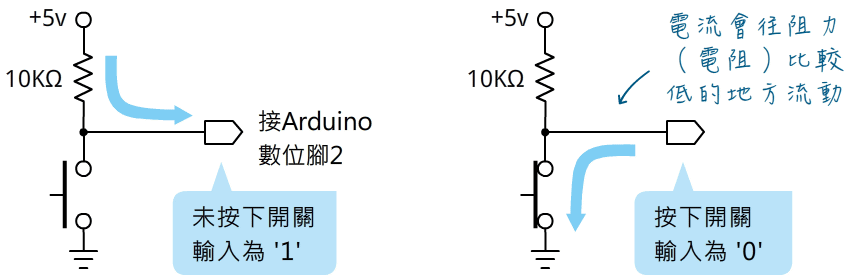 +5v
10KΩ
接Arduino
數位腳2
未按下開關
輸入為 '1'
+5v
10KΩ
電流會往阻力
（電阻）比較
低的地方流動
按下開關
輸入為 '0'